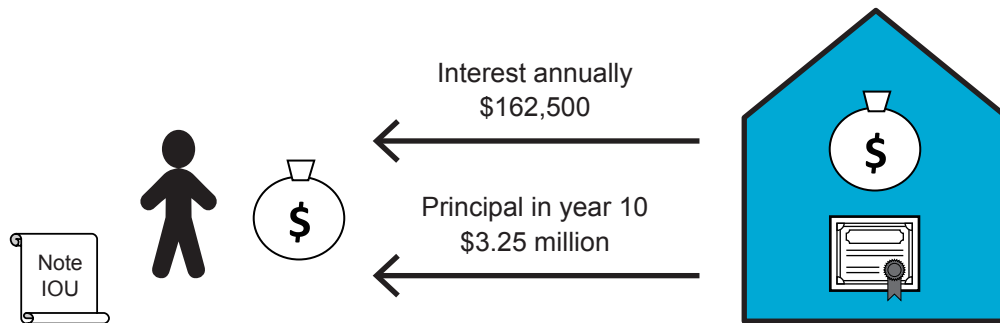 Interest annually
$162,500
$
$
Principal in year 10
$3.25 million
Note
IOU